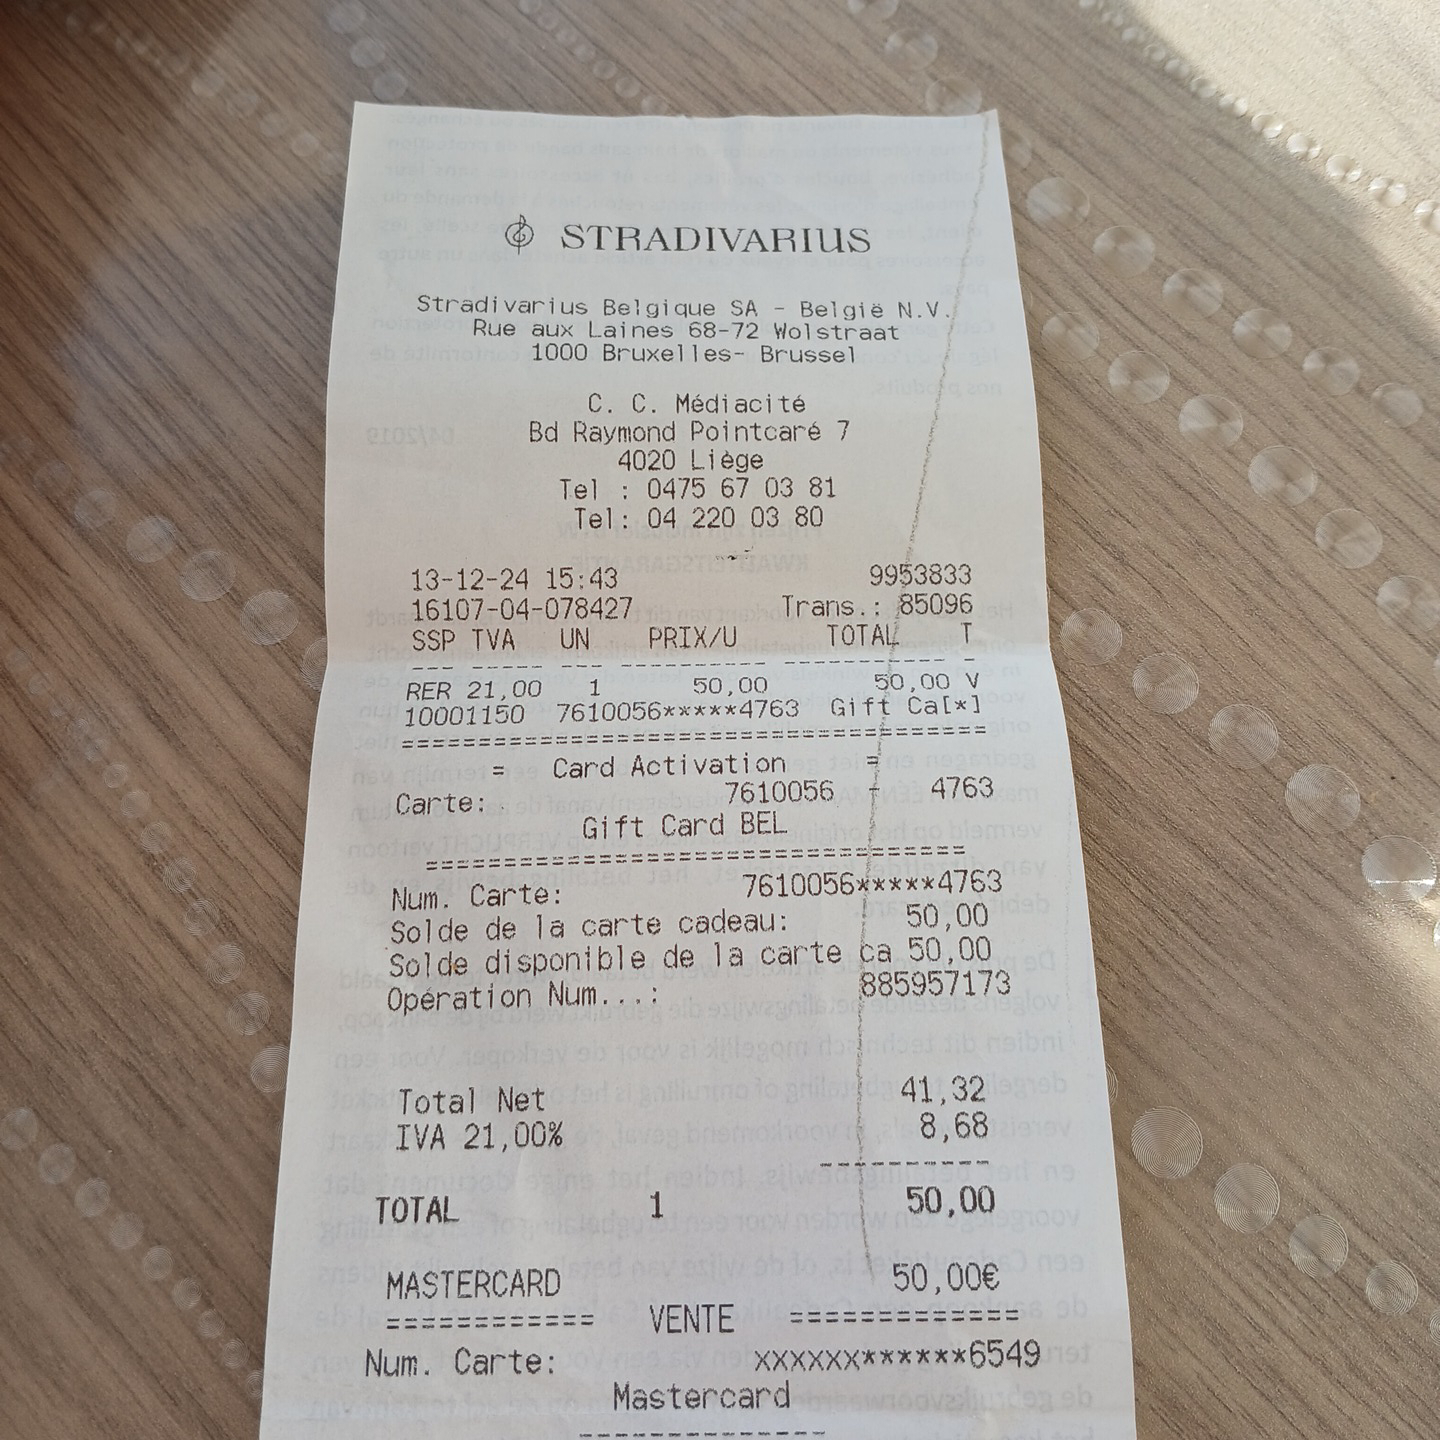 STRADIVARIUS
Stradivarius Belgique SA - België N.V.
Rue aux Laines 68-72 Wolstraat
1000 Bruxelles- Brussel
C. C. Médiacité
Bd Raymond Pointcaré 7
4020 Liège
Tel : 0475 67 03 81
Tel: 04 220 03 80
13-12-24 15:43 9953833
16107-04-078427 Trans.: 85096
SSP TVA UN PRIX/U TOTAL T
--- ----- --- ---------- ----------- -
RER 21,00 1 50,00 50,00 V
10001150 7610056*****4763 Gift Ca[*]
======================================
= Card Activation =
Carte: 7610056 - 4763
Gift Card BEL
==================================
Num. Carte: 7610056*****4763
Solde de la carte cadeau: 50,00
Solde disponible de la carte ca 50,00
Opération Num...: 885957173
Total Net 41,32
IVA 21,00% 8,68
-----------
TOTAL 1 50,00
MASTERCARD 50,00€
============ VENTE =============
Num. Carte: XXXXXX******6549
Mastercard